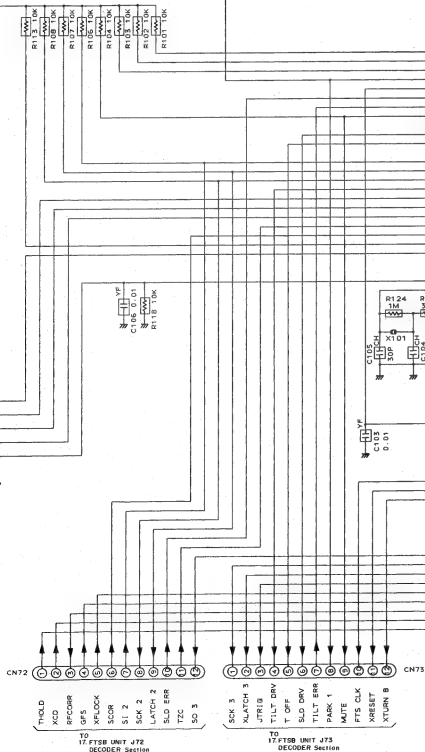 R113 10K
R108 10K
R107 10K
R106 10K
R104 10K
R103 10K
R102 10K
R101 10K
YF
C106 0.01
R118 10K
R124
1M
R
3
X101
CH
C105
30P
CH
C104
YF
C103
0.01
CN72
1
2
3
4
5
6
7
8
9
10
11
12
THOLD
XCO
RFCORR
GFS
XFLOCK
SCOR
SI 2
SCK 2
LATCH 2
SLD ERR
TZC
SO 3
TO
17.FTSB UNIT J72
DECODER Section
1
2
3
4
5
6
7
8
9
10
11
12
CN73
SCK 3
XLATCH 3
JTRIG
TILT DRV
T OFF
SLD DRV
TILT ERR
PARK 1
MUTE
FTS CLK
XRESET
XTURN B
TO
17.FTSB UNIT J73
DECODER Section